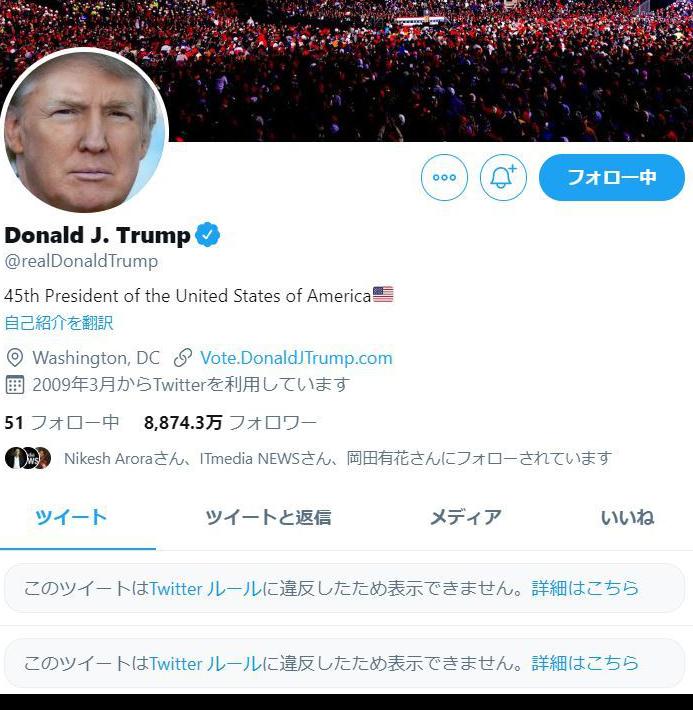 フォロー中
Donald J. Trump
@realDonaldTrump
45th President of the United States of America
自己紹介を翻訳
Washington, DC Vote.DonaldJTrump.com
2009年3月からTwitterを利用しています
51 フォロー中 8,874.3万 フォロワー
Nikesh Aroraさん、ITmedia NEWSさん、岡田有花さんにフォローされています
ツイート ツイートと返信 メディア いいね
このツイートはTwitter ルールに違反したため表示できません。詳細はこちら
このツイートはTwitter ルールに違反したため表示できません。詳細はこちら